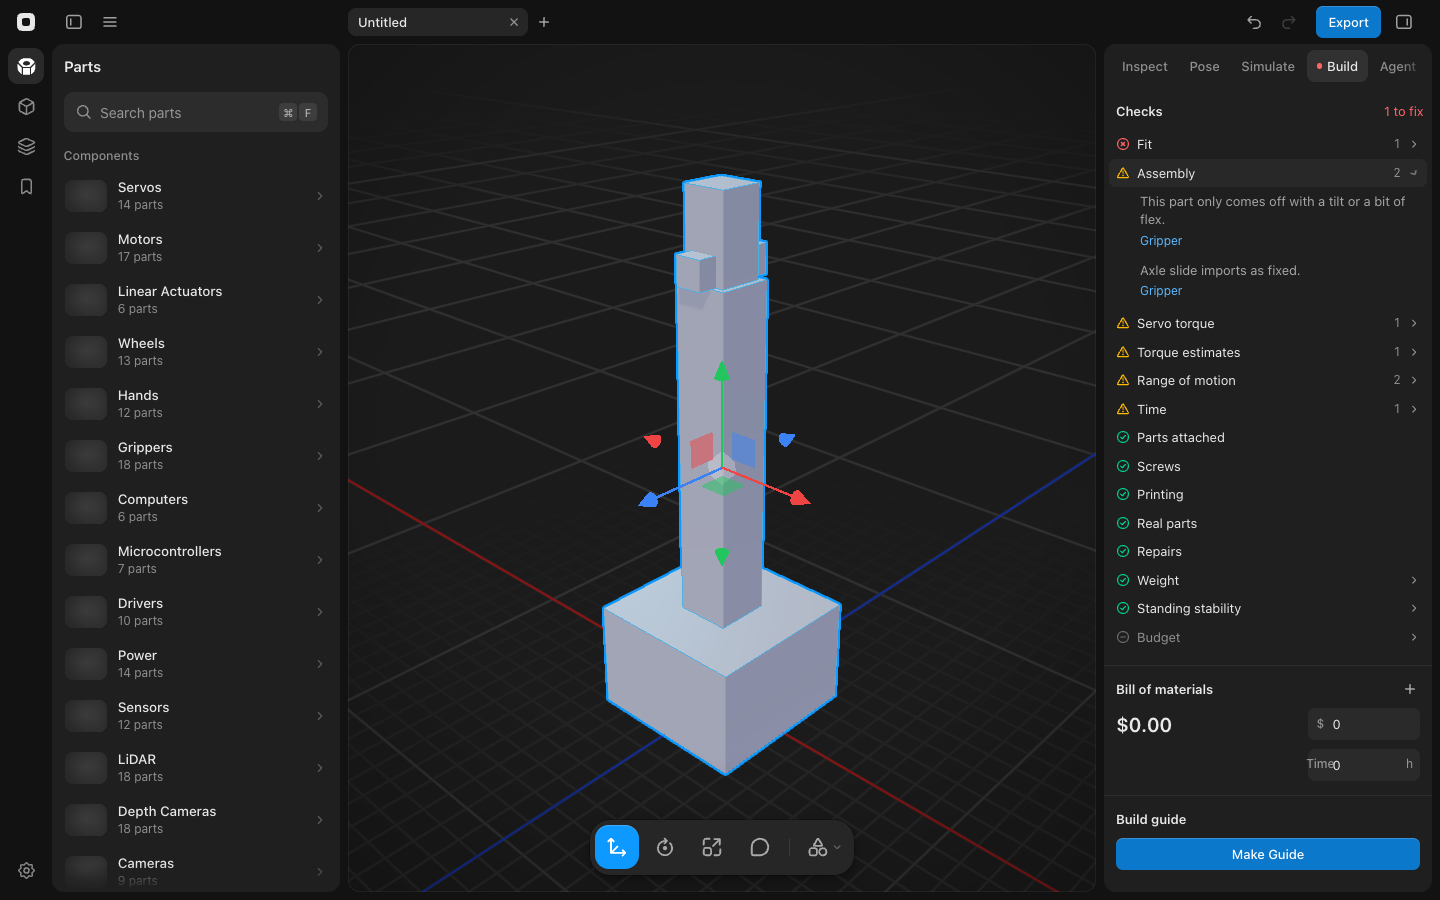 Untitled
Export
Parts
Search parts
⌘ F
Components
Servos
14 parts
Motors
17 parts
Linear Actuators
6 parts
Wheels
13 parts
Hands
12 parts
Grippers
18 parts
Computers
6 parts
Microcontrollers
7 parts
Drivers
10 parts
Power
14 parts
Sensors
12 parts
LiDAR
18 parts
Depth Cameras
18 parts
Cameras
9 parts
Inspect Pose Simulate Build Agent
Checks 1 to fix
Fit 1
Assembly 2
This part only comes off with a tilt or a bit of
flex.
Gripper
Axle slide imports as fixed.
Gripper
Servo torque 1
Torque estimates 1
Range of motion 2
Time 1
Parts attached
Screws
Printing
Real parts
Repairs
Weight
Standing stability
Budget
Bill of materials
$0.00 $ 0
Time 0 h
Build guide
Make Guide